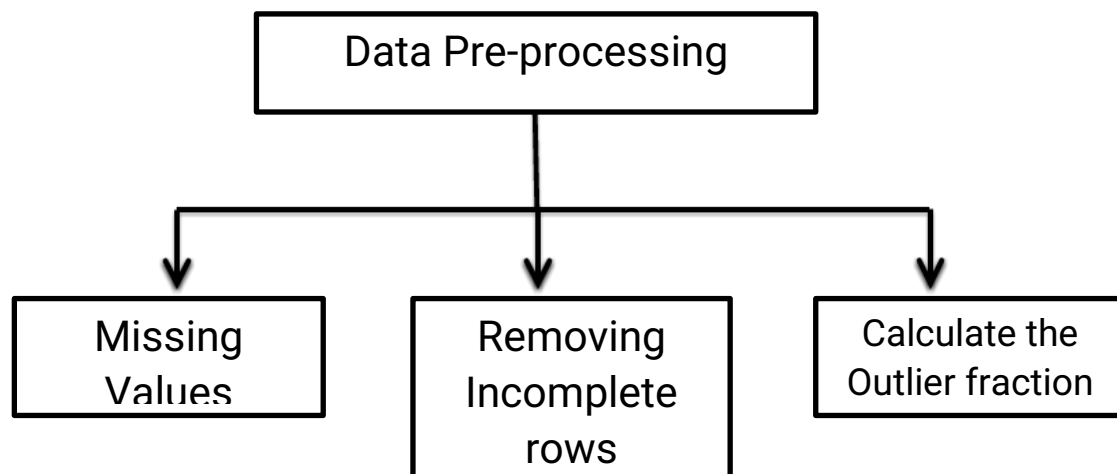 Data Pre-processing
Missing
Values
Removing
Incomplete
rows
Calculate the
Outlier fraction